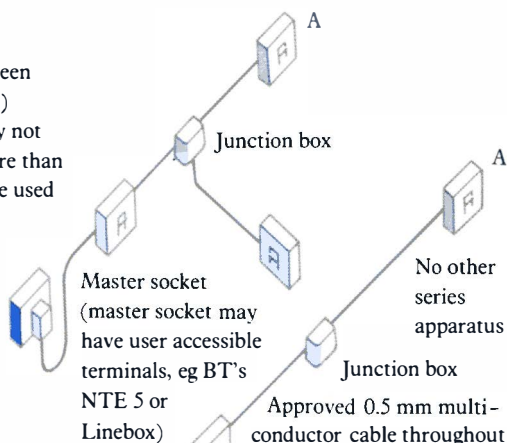 A
een
)
y not
re than
e used
Junction box
A
Master socket
(master socket may
have user accessible
terminals, eg BT's
NTE 5 or
Linebox)
No other
series
apparatus
Junction box
Approved 0.5 mm multi-
conductor cable throughout